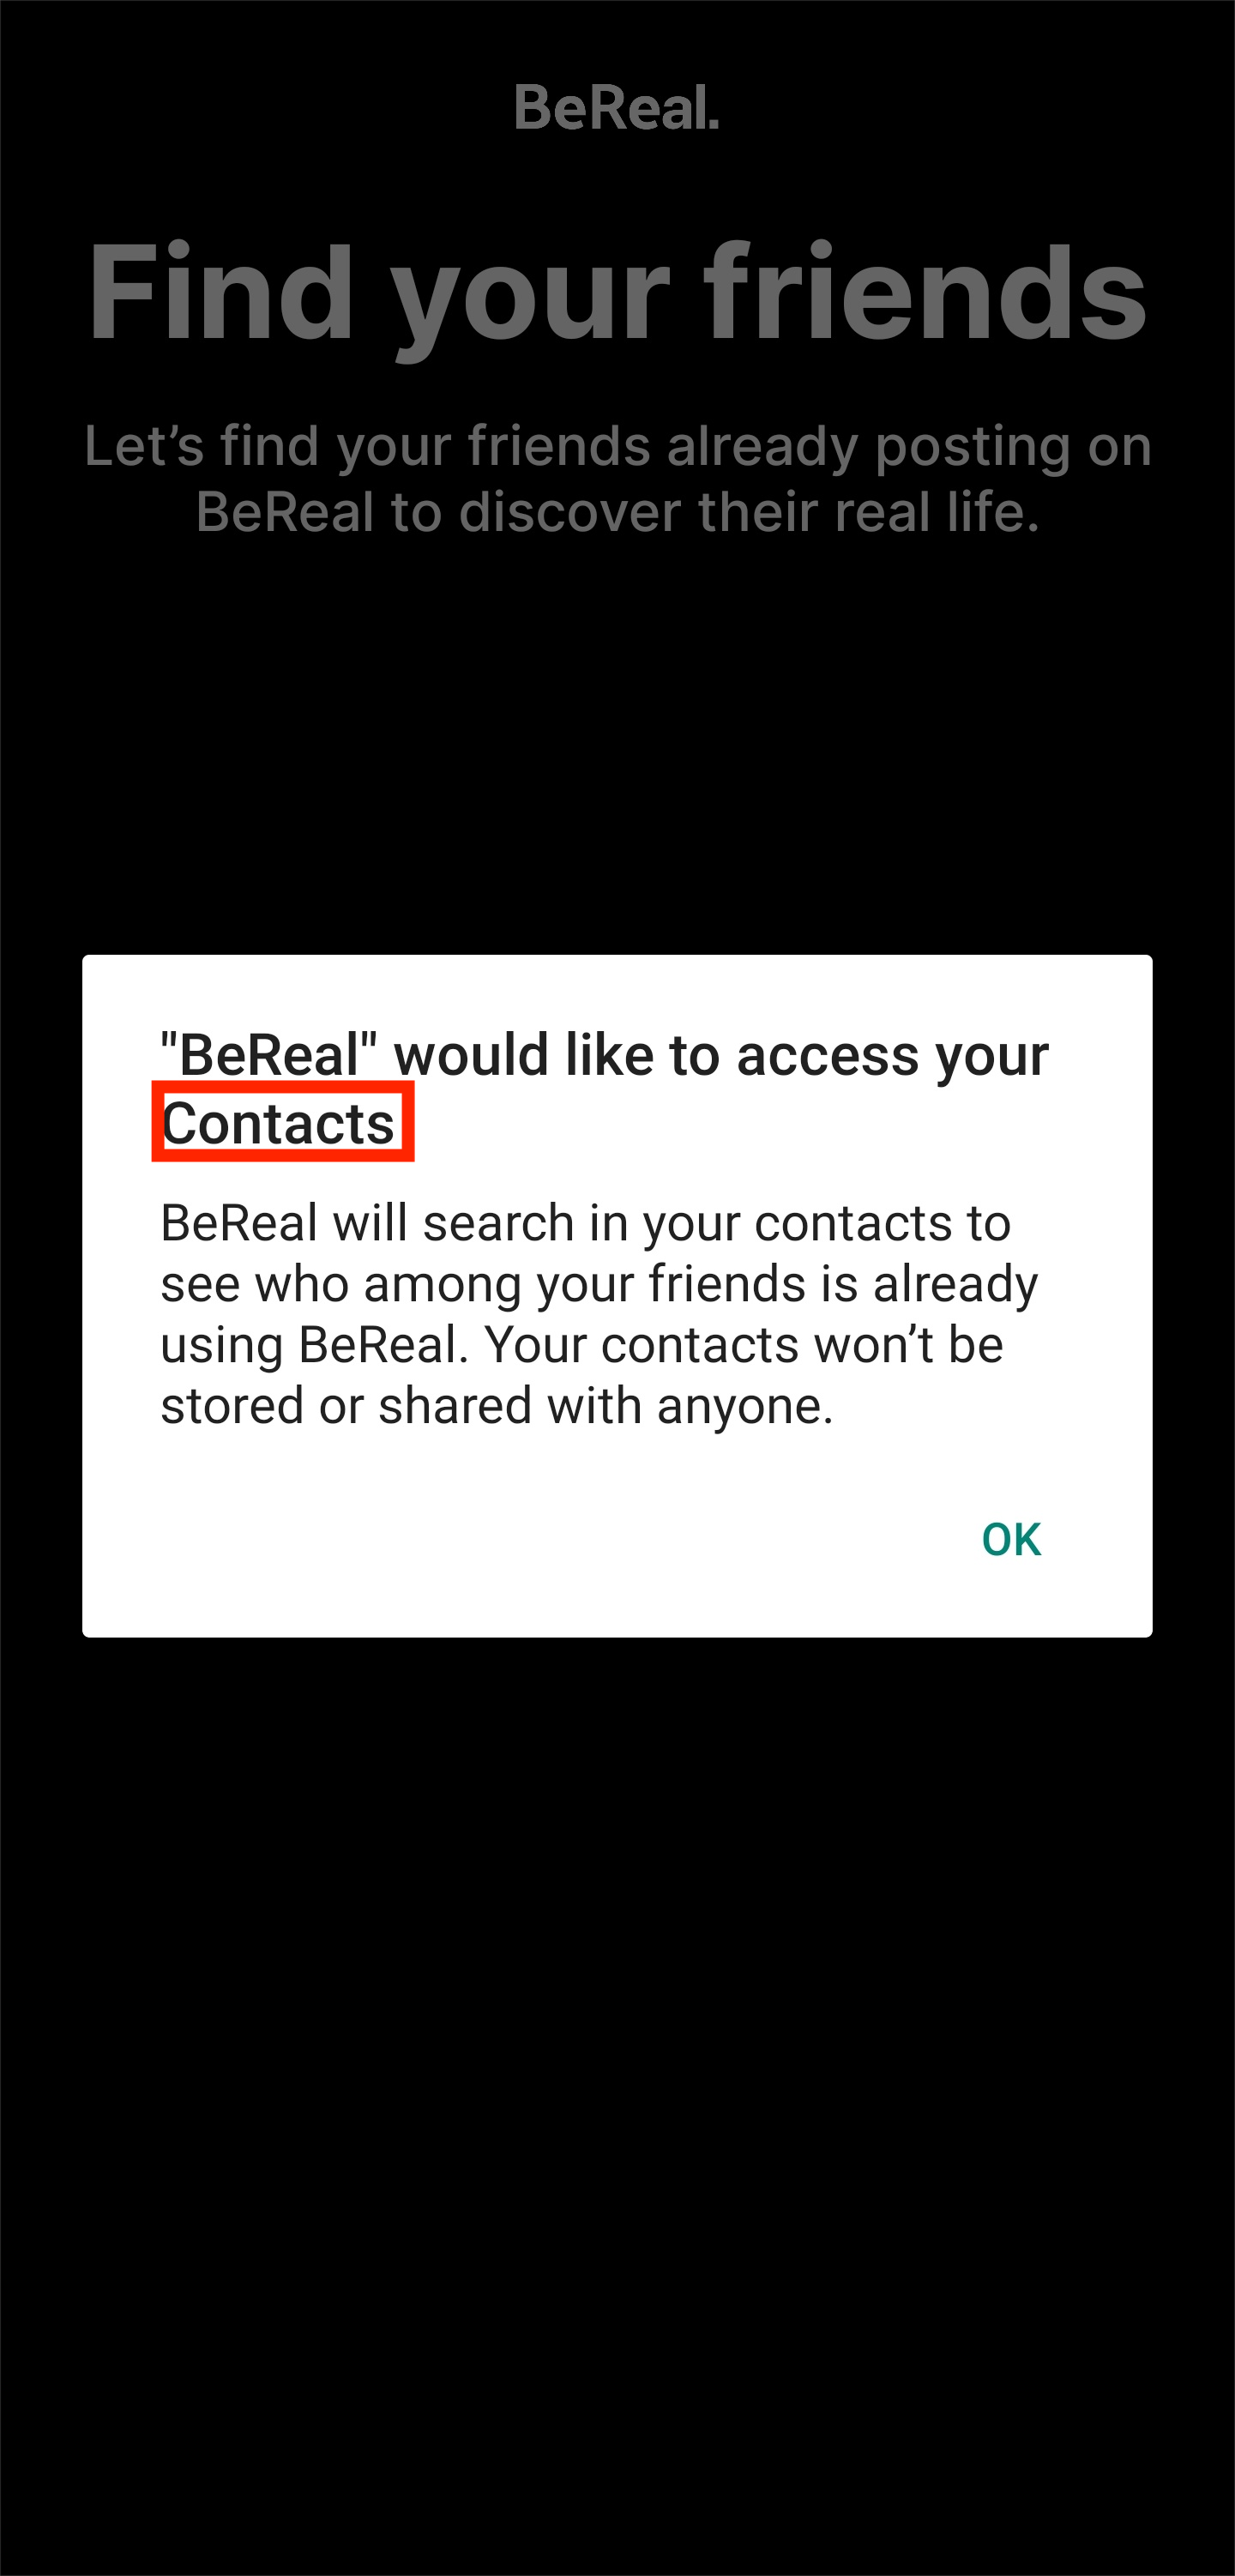 BeReal.
Find your friends
Let’s find your friends already posting on
BeReal to discover their real life.
"BeReal" would like to access your
Contacts
BeReal will search in your contacts to
see who among your friends is already
using BeReal. Your contacts won’t be
stored or shared with anyone.
OK